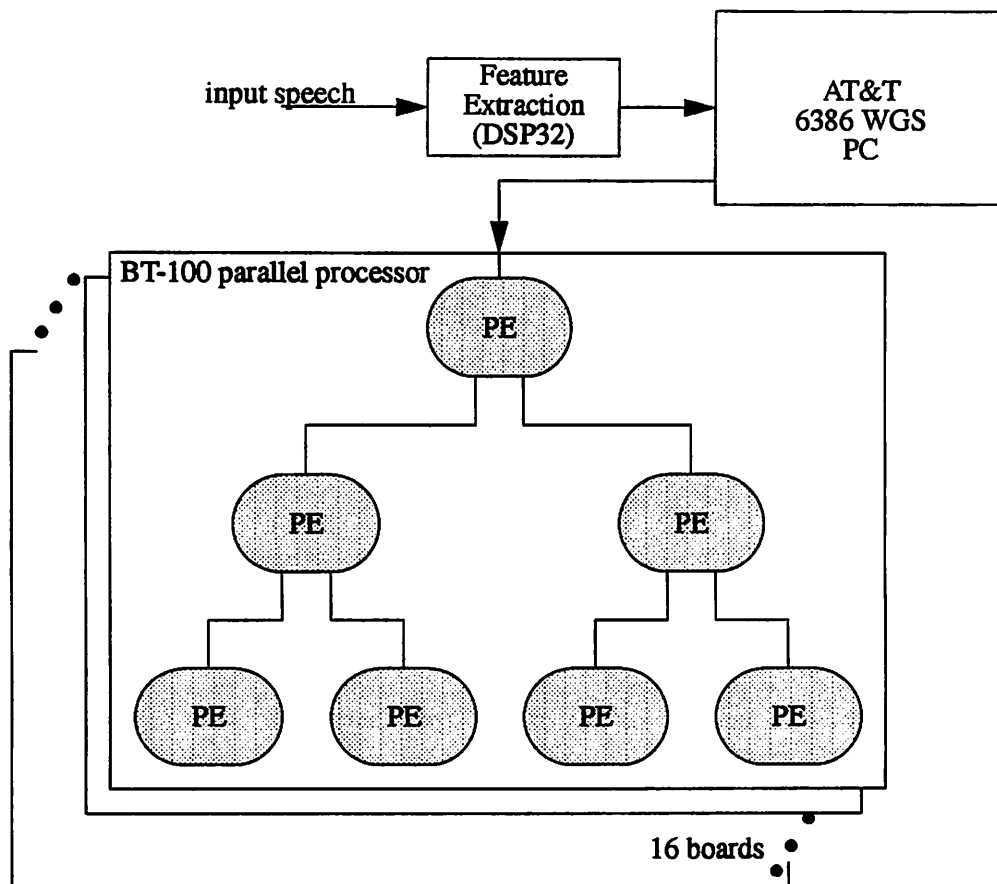 input speech
Feature
Extraction
(DSP32)
AT&T
6386 WGS
PC
BT-100 parallel processor
PE
PE
PE
PE
PE
PE
PE
16 boards